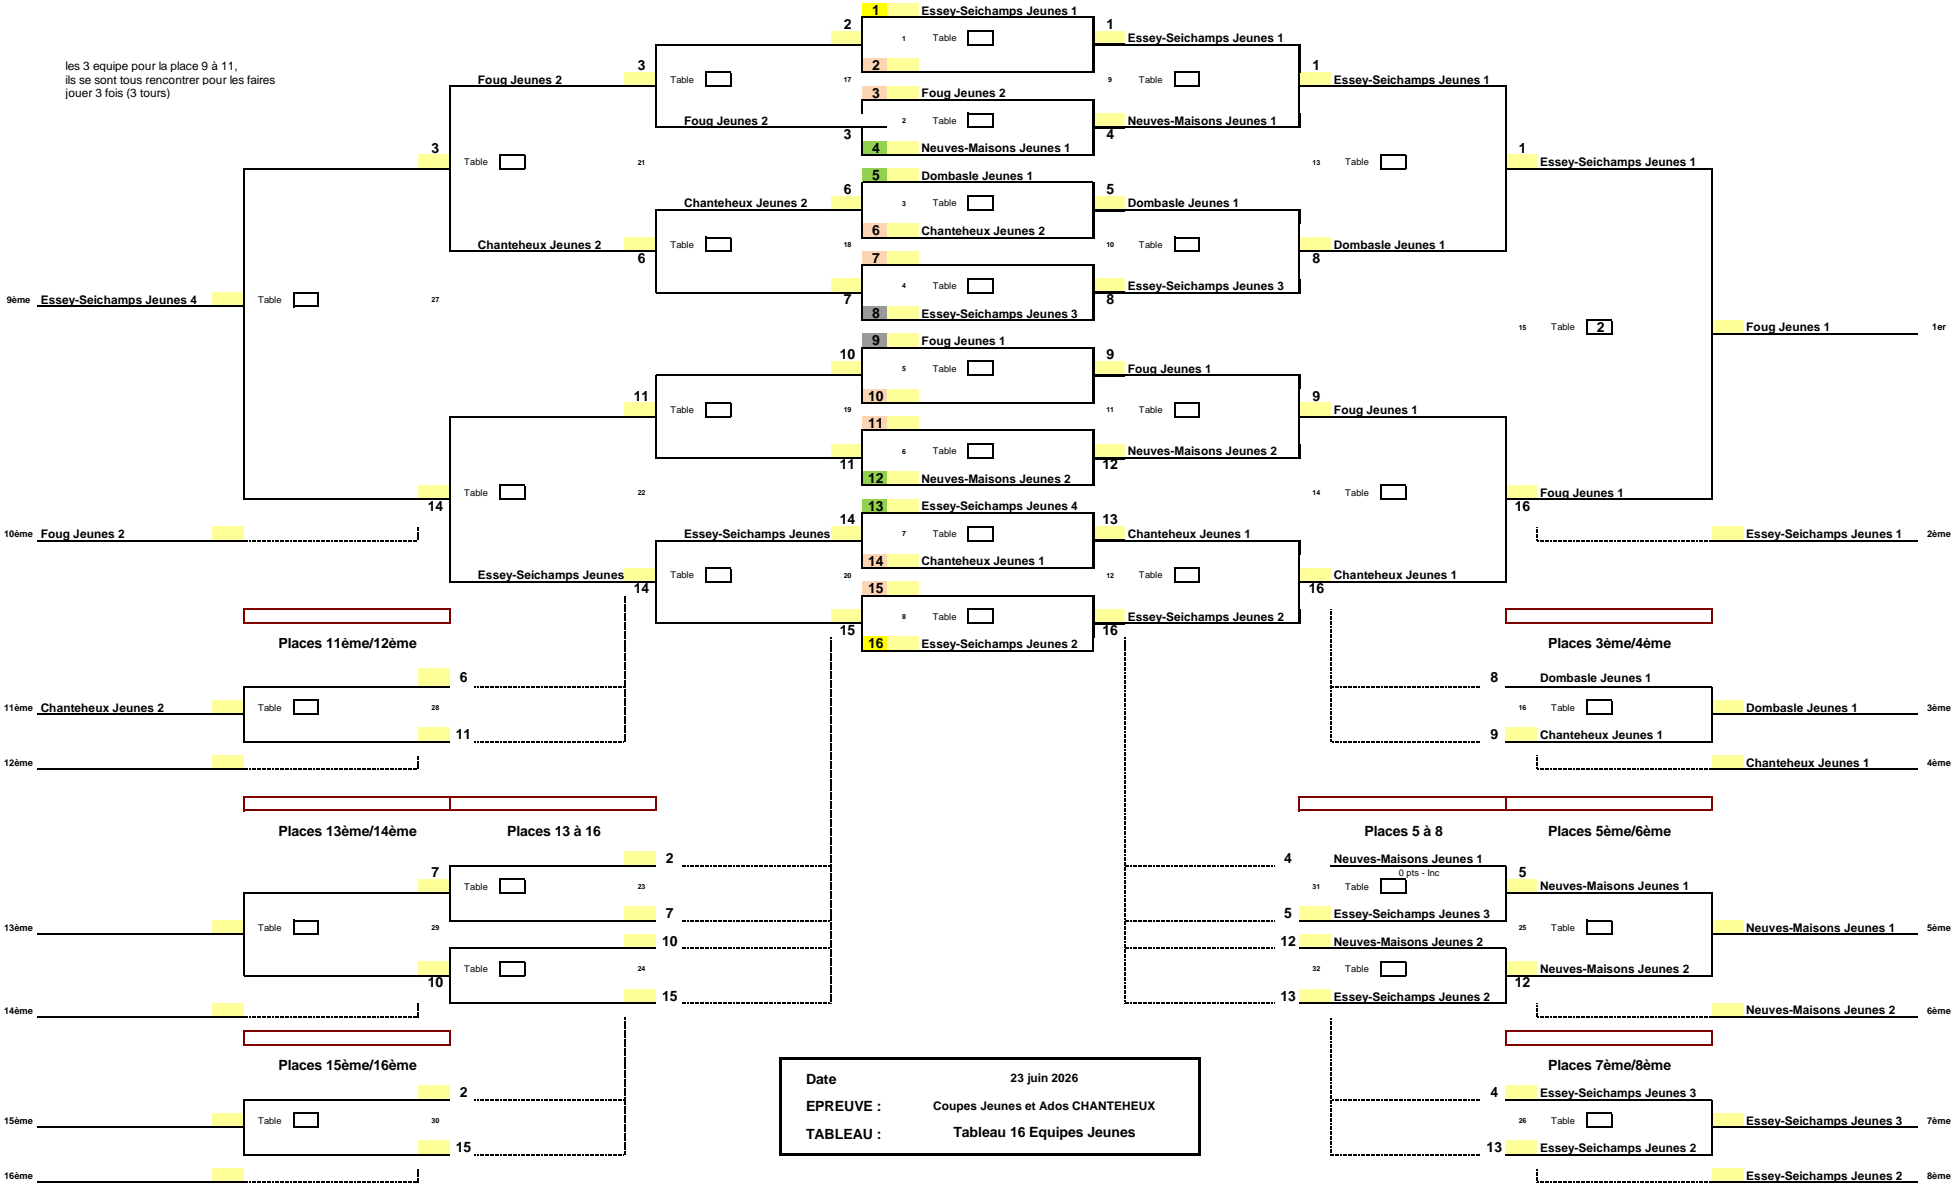 les 3 equipe pour la place 9 à 11,
ils se sont tous rencontrer pour les faires
jouer 3 fois (3 tours)
1 Essey-Seichamps Jeunes 1
2
1 Table
2
3 Foug Jeunes 2
2 Table
4 Neuves-Maisons Jeunes 1
5 Dombasle Jeunes 1
3 Table
6 Chanteheux Jeunes 2
7
4 Table
8 Essey-Seichamps Jeunes 3
9 Foug Jeunes 1
5 Table
10
11
6 Table
12 Neuves-Maisons Jeunes 2
13 Essey-Seichamps Jeunes 4
7 Table
14 Chanteheux Jeunes 1
15
8 Table
16 Essey-Seichamps Jeunes 2
1
Essey-Seichamps Jeunes 1
9 Table
Neuves-Maisons Jeunes 1
4
5
Dombasle Jeunes 1
10 Table
Essey-Seichamps Jeunes 3
8
9
Foug Jeunes 1
11 Table
Neuves-Maisons Jeunes 2
12
13
Chanteheux Jeunes 1
12 Table
Essey-Seichamps Jeunes 2
16
1
Essey-Seichamps Jeunes 1
13 Table
Dombasle Jeunes 1
8
9
Foug Jeunes 1
14 Table
Chanteheux Jeunes 1
16
1
Essey-Seichamps Jeunes 1
15 Table 2
Foug Jeunes 1
16
Foug Jeunes 1 1er
Essey-Seichamps Jeunes 1 2ème
Places 3ème/4ème
8 Dombasle Jeunes 1
16 Table
9 Chanteheux Jeunes 1
Dombasle Jeunes 1 3ème
Chanteheux Jeunes 1 4ème
Places 5 à 8
Places 5ème/6ème
4 Neuves-Maisons Jeunes 1
0 pts - Inc
31 Table
5 Essey-Seichamps Jeunes 3
12 Neuves-Maisons Jeunes 2
32 Table
13 Essey-Seichamps Jeunes 2
5
Neuves-Maisons Jeunes 1
25 Table
Neuves-Maisons Jeunes 2
12
Neuves-Maisons Jeunes 1 5ème
Neuves-Maisons Jeunes 2 6ème
Places 7ème/8ème
4 Essey-Seichamps Jeunes 3
26 Table
13 Essey-Seichamps Jeunes 2
Essey-Seichamps Jeunes 3 7ème
Essey-Seichamps Jeunes 2 8ème
3
Table 17
Foug Jeunes 2
3
6
Chanteheux Jeunes 2
Table 18
7
10
Table 19
11
14
Essey-Seichamps Jeunes
Table 20
15
Foug Jeunes 2
3
Table 21
Chanteheux Jeunes 2
6
11
Table 22
Essey-Seichamps Jeunes
14
Table 27
14
9ème Essey-Seichamps Jeunes 4
10ème Foug Jeunes 2
Places 11ème/12ème
6
Table 28
11
11ème Chanteheux Jeunes 2
12ème
Places 13ème/14ème
Places 13 à 16
2
Table 23
7
10
Table 24
15
7
Table 29
10
13ème
14ème
Places 15ème/16ème
2
Table 30
15
15ème
16ème
Date 23 juin 2026
EPREUVE : Coupes Jeunes et Ados CHANTEHEUX
TABLEAU : Tableau 16 Equipes Jeunes